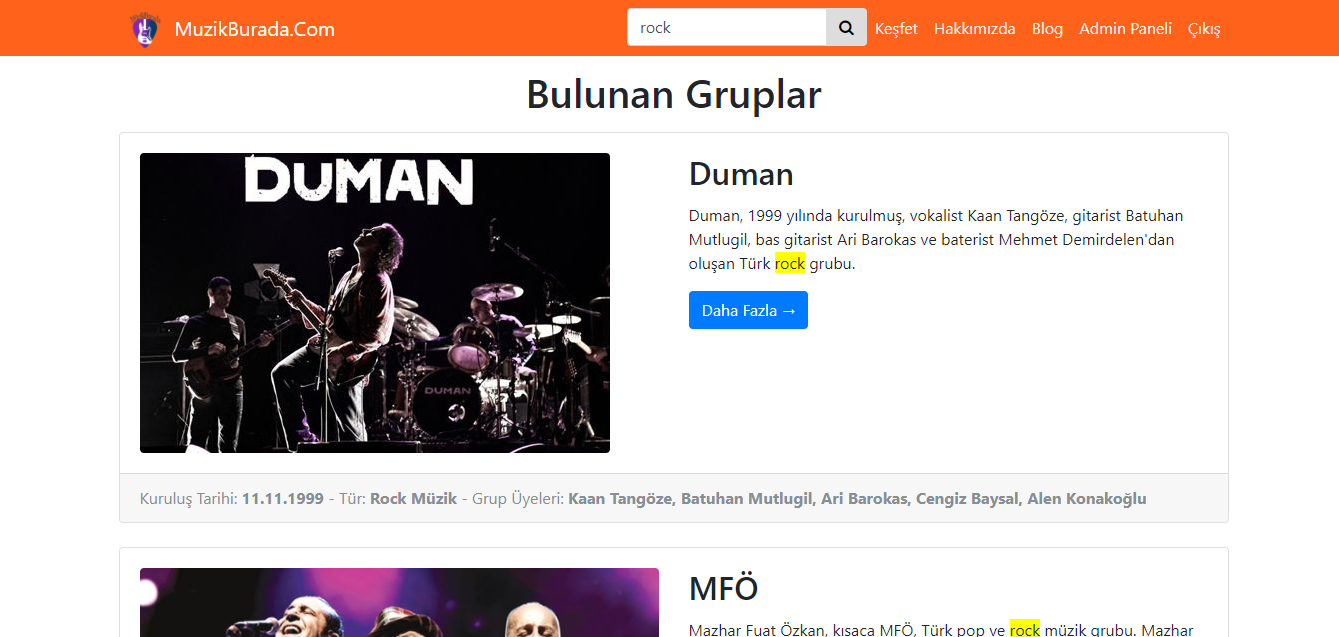 MuzikBurada.Com
rock
Keşfet
Hakkımızda
Blog
Admin Paneli
Çıkış
Bulunan Gruplar
DUMAN
DUMAN
Duman
Duman, 1999 yılında kurulmuş, vokalist Kaan Tangöze, gitarist Batuhan
Mutlugil, bas gitarist Ari Barokas ve baterist Mehmet Demirdelen'dan
oluşan Türk rock grubu.
Daha Fazla →
Kuruluş Tarihi: 11.11.1999 - Tür: Rock Müzik - Grup Üyeleri: Kaan Tangöze, Batuhan Mutlugil, Ari Barokas, Cengiz Baysal, Alen Konakoğlu
MFÖ
Mazhar Fuat Özkan, kısaca MFÖ, Türk pop ve rock müzik grubu. Mazhar